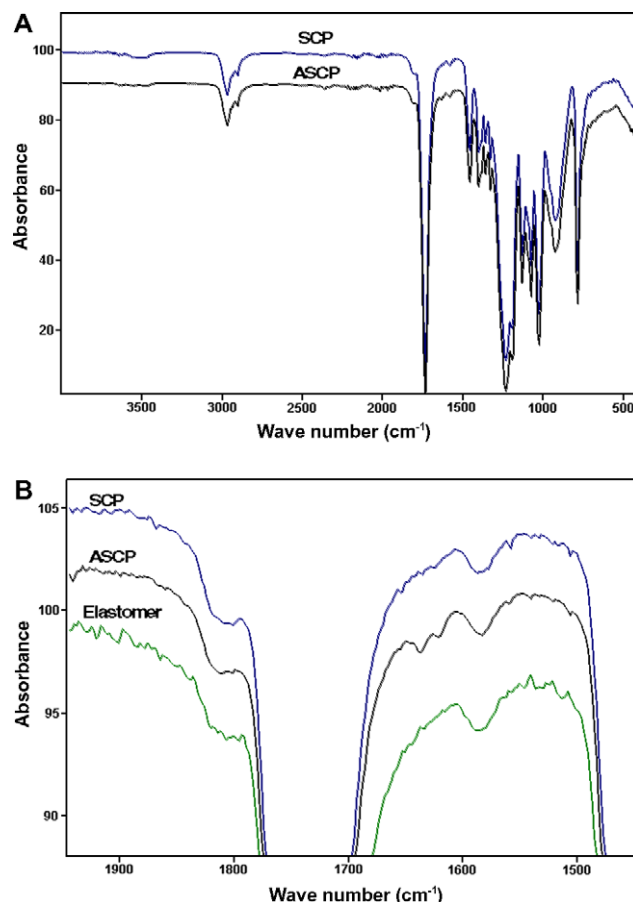 A
SCP
ASCP
Absorbance
100
80
60
40
20
3500
3000
2500
2000
1500
1000
500
Wave number (cm⁻¹)
B
SCP
ASCP
Elastomer
Absorbance
105
100
95
90
1900
1800
1700
1600
1500
Wave number (cm⁻¹)